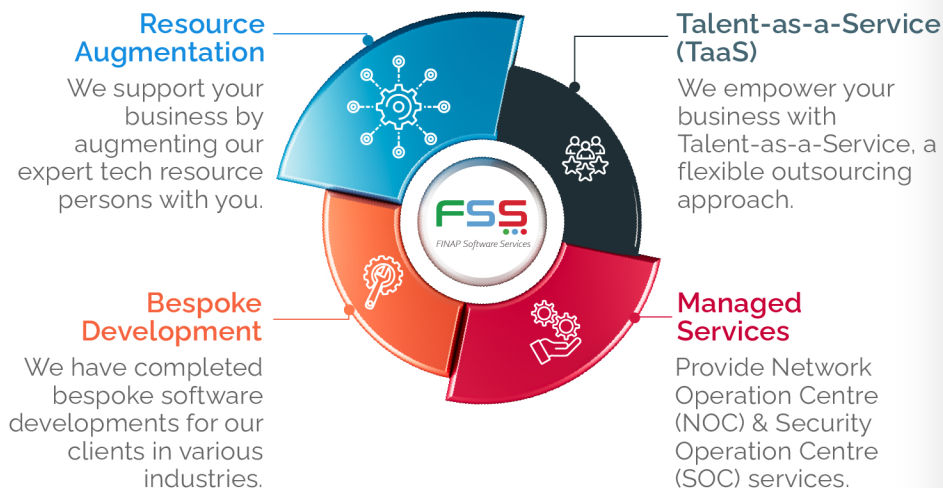 Resource
Augmentation
We support your
business by
augmenting our
expert tech resource
persons with you.
Talent-as-a-Service
(TaaS)
We empower your
business with
Talent-as-a-Service, a
flexible outsourcing
approach.
FSS
FINAP Software Services
Bespoke
Development
We have completed
bespoke software
developments for our
clients in various
industries.
Managed
Services
Provide Network
Operation Centre
(NOC) & Security
Operation Centre
(SOC) services.